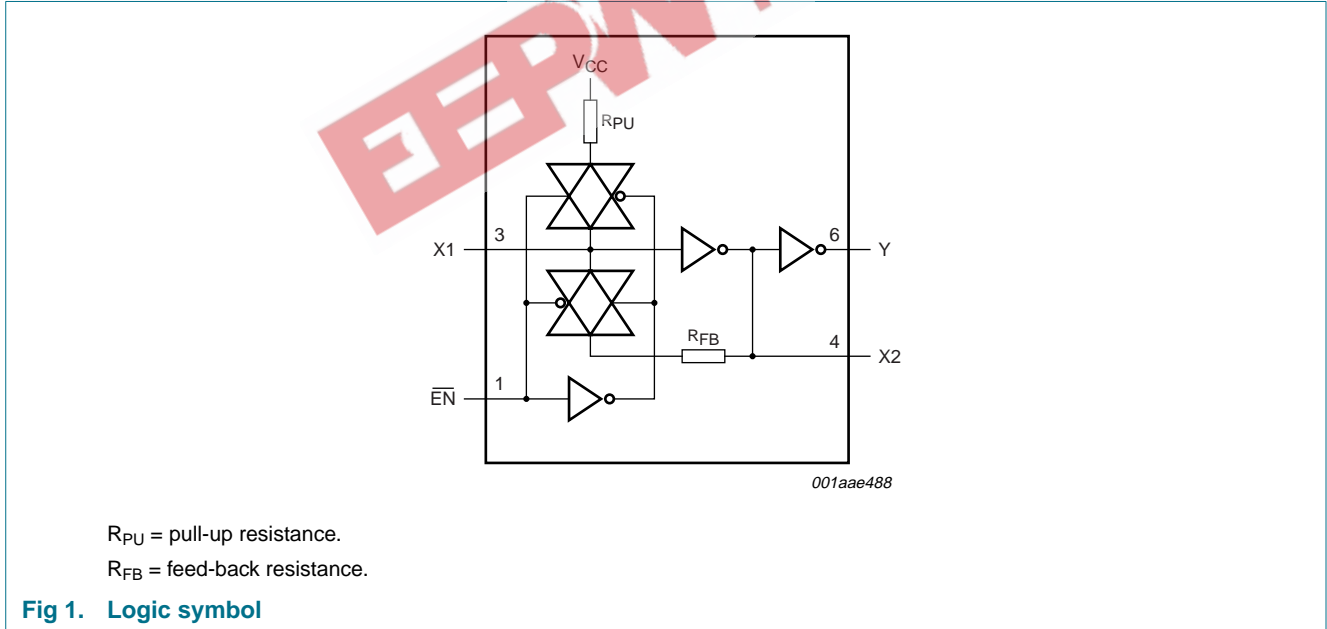 EEPW
VCC
RPU
X1
3
6
Y
RFB
4
X2
EN
1
001aae488
RPU = pull-up resistance.
RFB = feed-back resistance.
Fig 1. Logic symbol